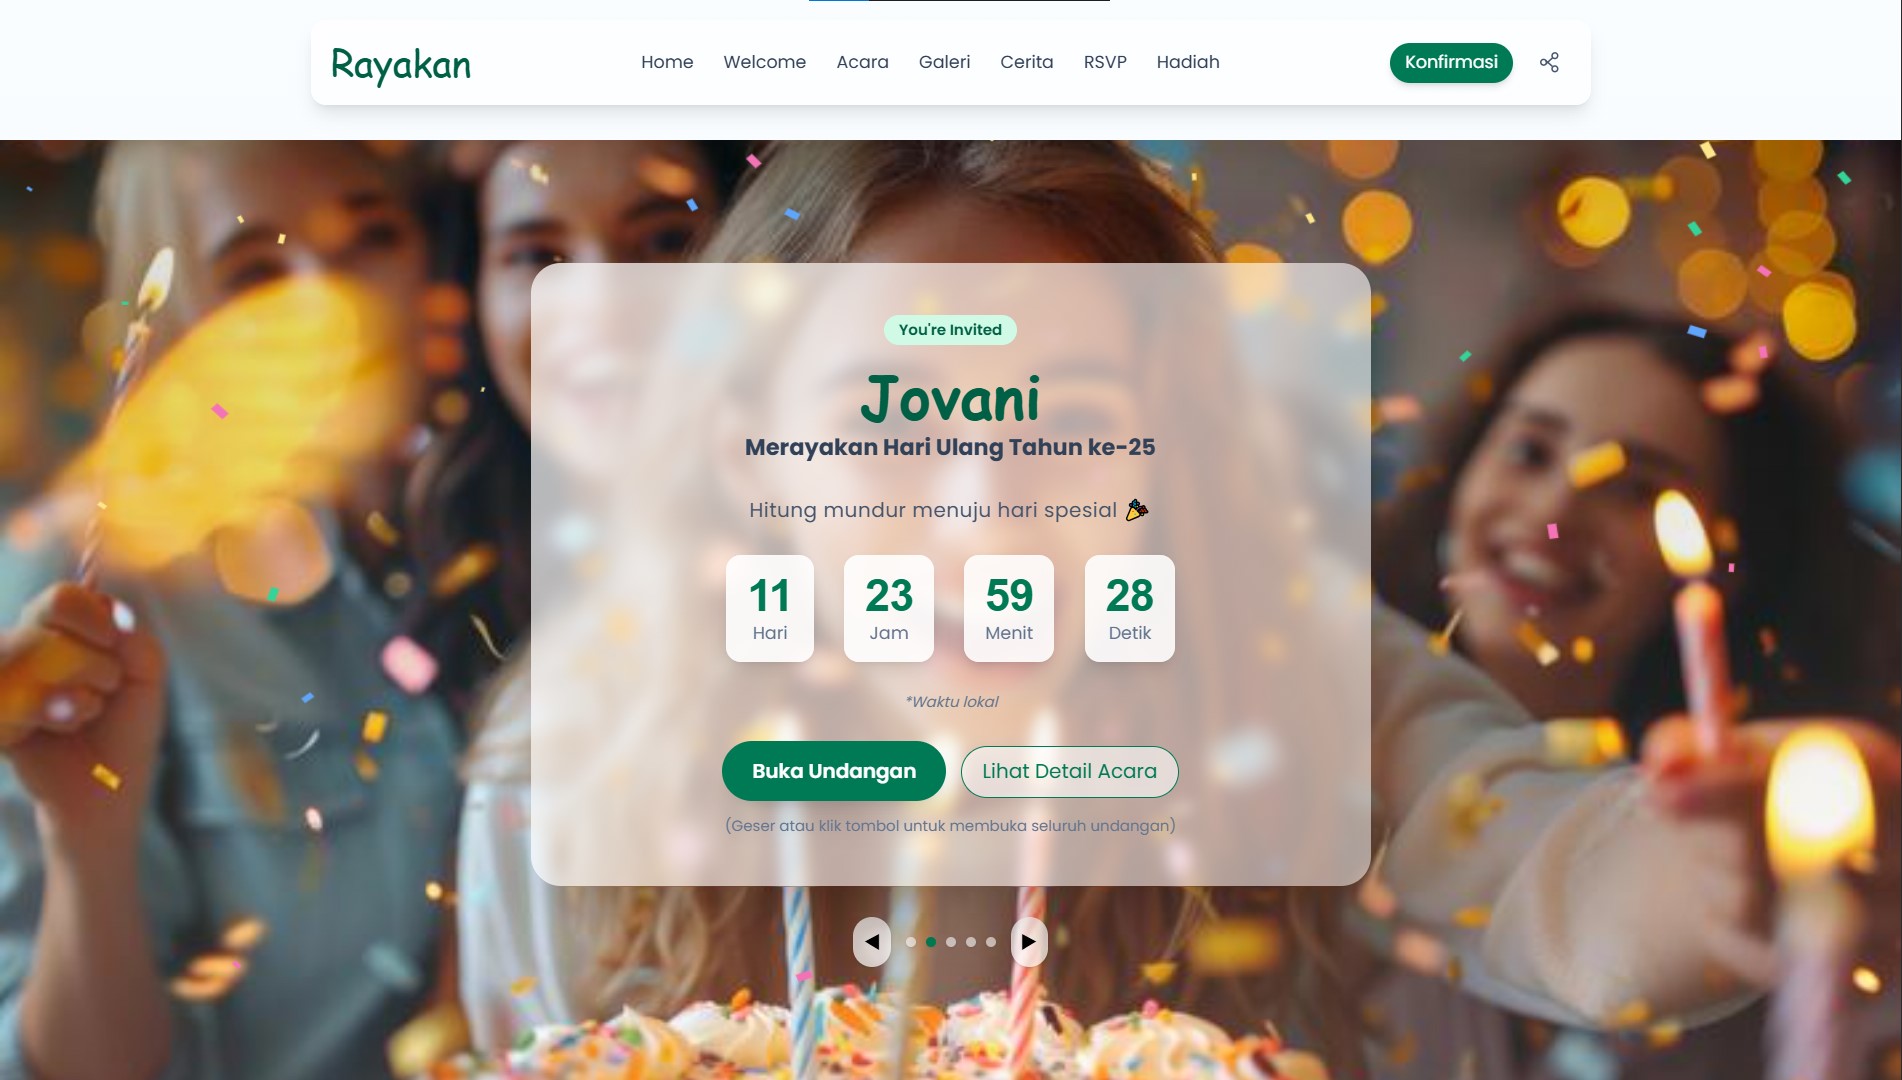 Rayakan
Home Welcome Acara Galeri Cerita RSVP Hadiah
Konfirmasi
You're Invited
Jovani
Merayakan Hari Ulang Tahun ke-25
Hitung mundur menuju hari spesial 🎉
11 23 59 28
Hari Jam Menit Detik
*Waktu lokal
Buka Undangan Lihat Detail Acara
(Geser atau klik tombol untuk membuka seluruh undangan)